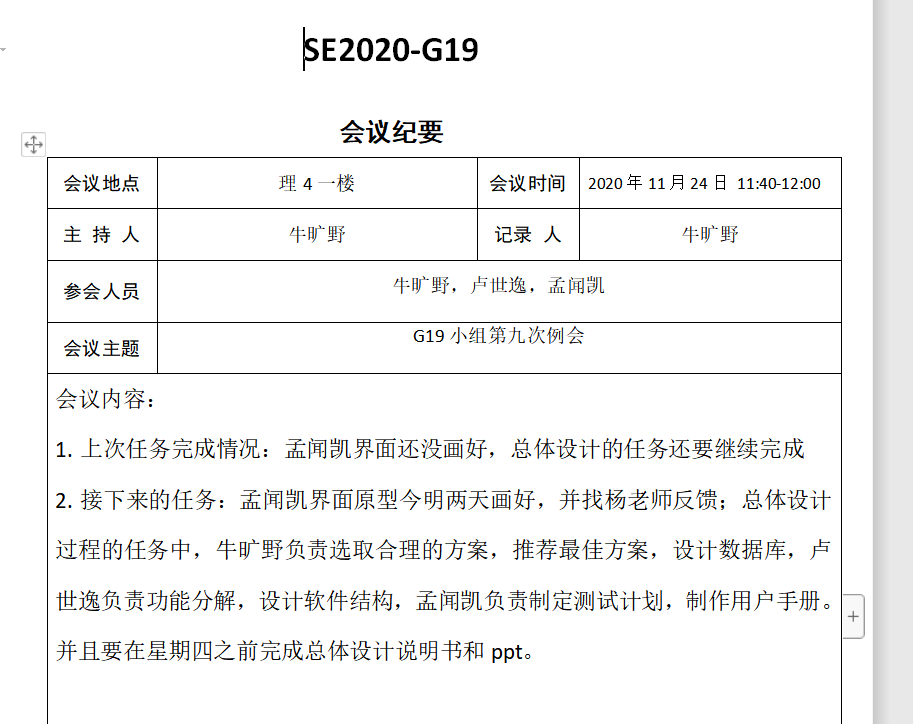 SE2020-G19
会议纪要
会议地点 理 4 一楼 会议时间 2020 年 11 月 24 日 11:40-12:00
主 持 人 牛旷野 记录 人 牛旷野
参会人员 牛旷野，卢世逸，孟闻凯
会议主题 G19 小组第九次例会
会议内容：
1. 上次任务完成情况：孟闻凯界面还没画好，总体设计的任务还要继续完成
2. 接下来的任务：孟闻凯界面原型今明两天画好，并找杨老师反馈；总体设计
过程的任务中，牛旷野负责选取合理的方案，推荐最佳方案，设计数据库，卢
世逸负责功能分解，设计软件结构，孟闻凯负责制定测试计划，制作用户手册。
并且要在星期四之前完成总体设计说明书和 ppt。